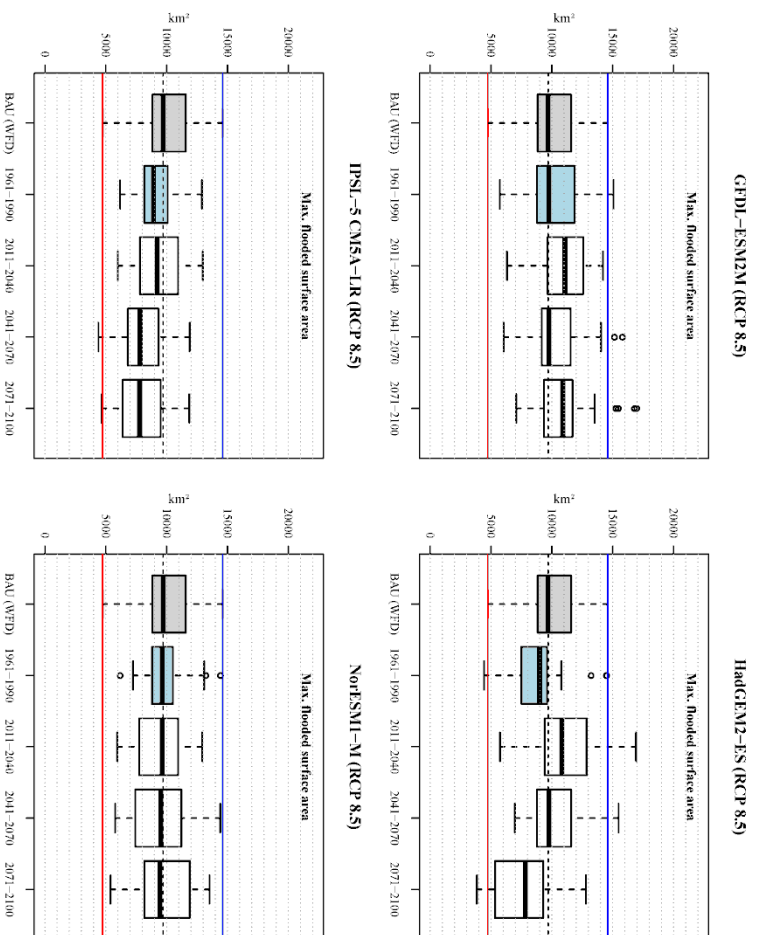 GFDL−ESM2M (RCP 8.5)
Max. flooded surface area
km²
20000
15000
10000
5000
0
BAU (WFD) 1961−1990 2011−2040 2041−2070 2071−2100
HadGEM2−ES (RCP 8.5)
Max. flooded surface area
km²
20000
15000
10000
5000
0
BAU (WFD) 1961−1990 2011−2040 2041−2070 2071−2100
IPSL−5 CM5A−LR (RCP 8.5)
Max. flooded surface area
km²
20000
15000
10000
5000
0
BAU (WFD) 1961−1990 2011−2040 2041−2070 2071−2100
NorESM1−M (RCP 8.5)
Max. flooded surface area
km²
20000
15000
10000
5000
0
BAU (WFD) 1961−1990 2011−2040 2041−2070 2071−2100